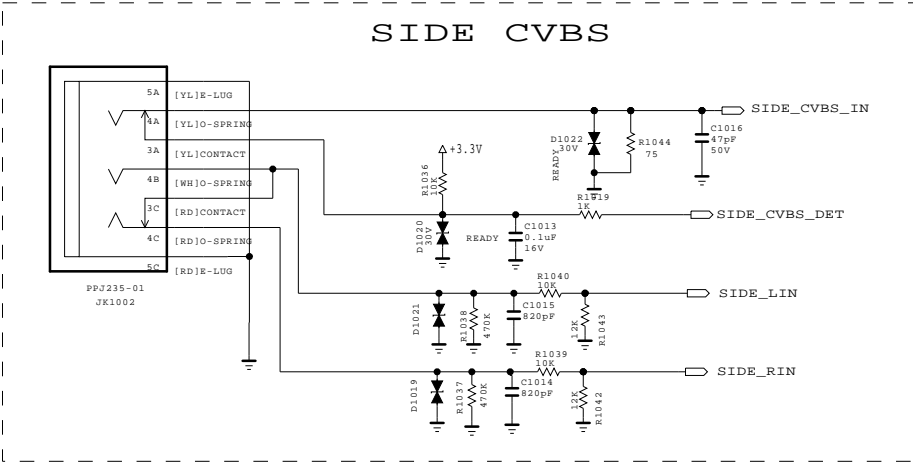 SIDE CVBS
5A [YL]E-LUG
4A [YL]O-SPRING
3A [YL]CONTACT
4B [WH]O-SPRING
3C [RD]CONTACT
4C [RD]O-SPRING
5C [RD]E-LUG
PPJ235-01
JK1002
SIDE_CVBS_IN
D1022
30V
READY
R1044
75
C1016
47pF
50V
+3.3V
R1036
10K
R1019
1K
SIDE_CVBS_DET
D1020
30V
READY
C1013
0.1uF
16V
R1040
10K
SIDE_LIN
D1021
R1038
470K
C1015
820pF
12K
R1043
R1039
10K
SIDE_RIN
D1019
R1037
470K
C1014
820pF
12K
R1042